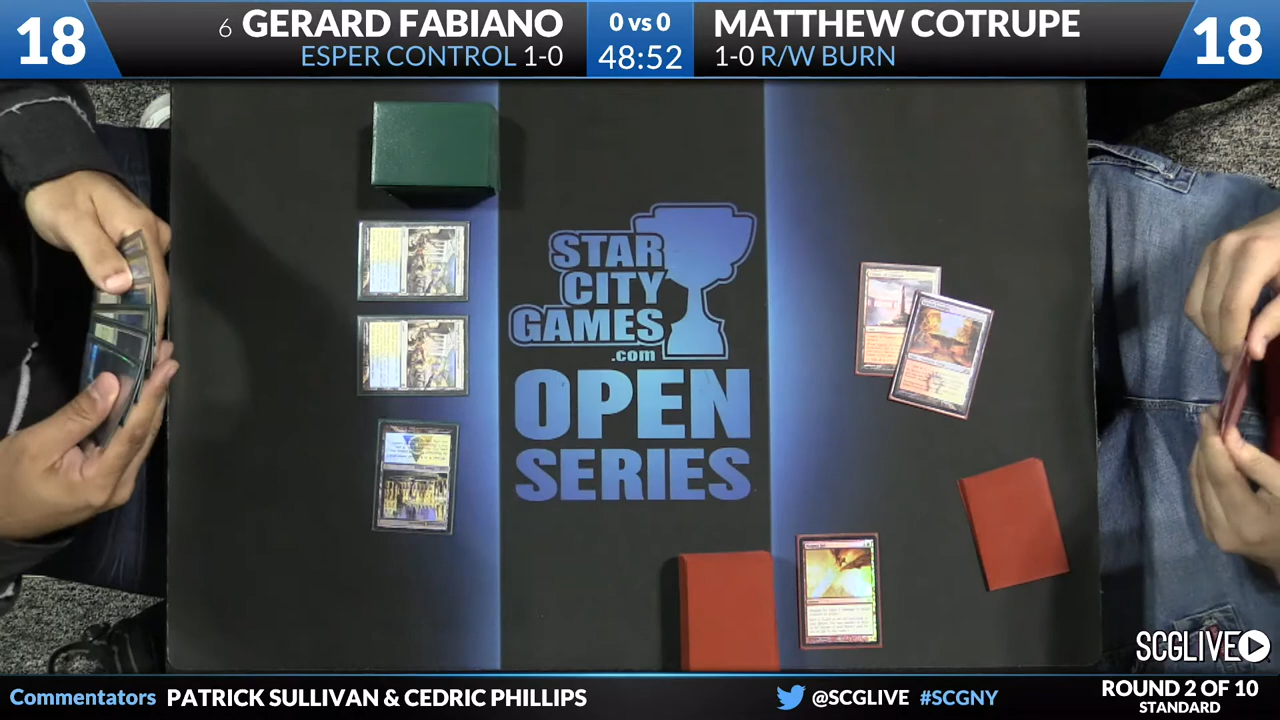 18
6 GERARD FABIANO
ESPER CONTROL 1-0
0 vs 0
48:52
MATTHEW COTRUPE
1-0 R/W BURN
18
STAR
CITY
GAMES
.com
OPEN
SERIES
Magma Jet
SCGLIVE
Commentators PATRICK SULLIVAN & CEDRIC PHILLIPS
@SCGLIVE #SCGNY
ROUND 2 OF 10
STANDARD